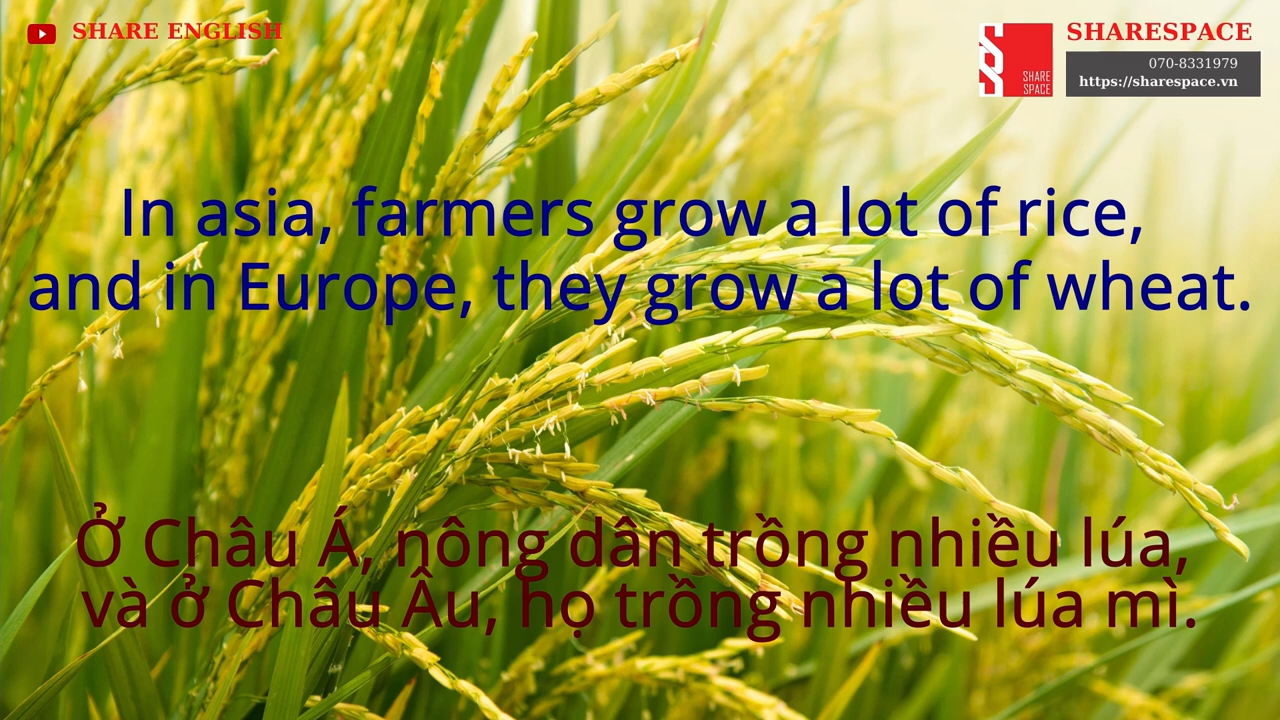 SHARE ENGLISH
SHARESPACE
070-8331979
https://sharespace.vn
SHARE
SPACE
In asia, farmers grow a lot of rice,
and in Europe, they grow a lot of wheat.
Ở Châu Á, nông dân trồng nhiều lúa,
và ở Châu Âu, họ trồng nhiều lúa mì.